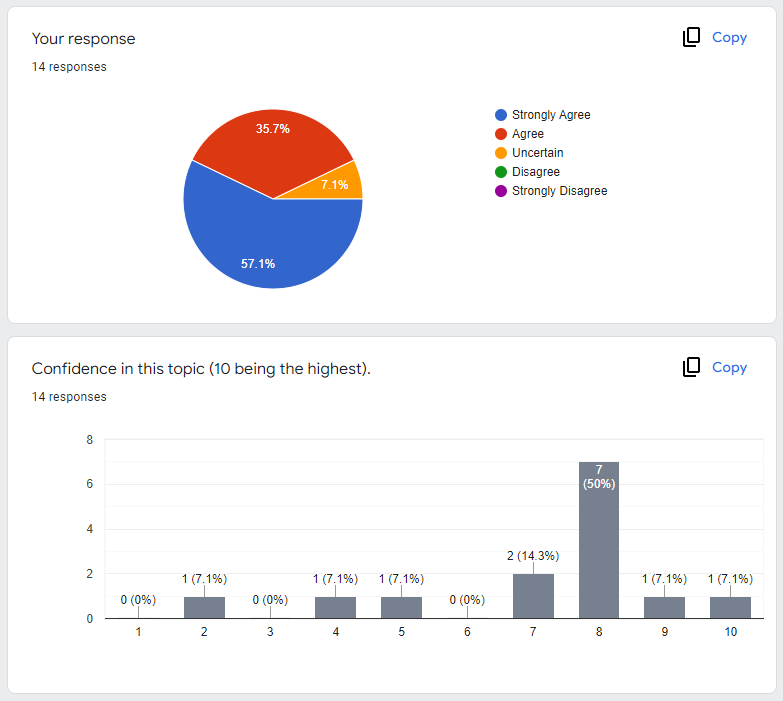 Your response
Copy
14 responses
35.7%
7.1%
57.1%
Strongly Agree
Agree
Uncertain
Disagree
Strongly Disagree
Confidence in this topic (10 being the highest).
Copy
14 responses
8
6
4
2
0
0 (0%)
1 (7.1%)
0 (0%)
1 (7.1%)
1 (7.1%)
0 (0%)
2 (14.3%)
7
(50%)
1 (7.1%)
1 (7.1%)
1 2 3 4 5 6 7 8 9 10